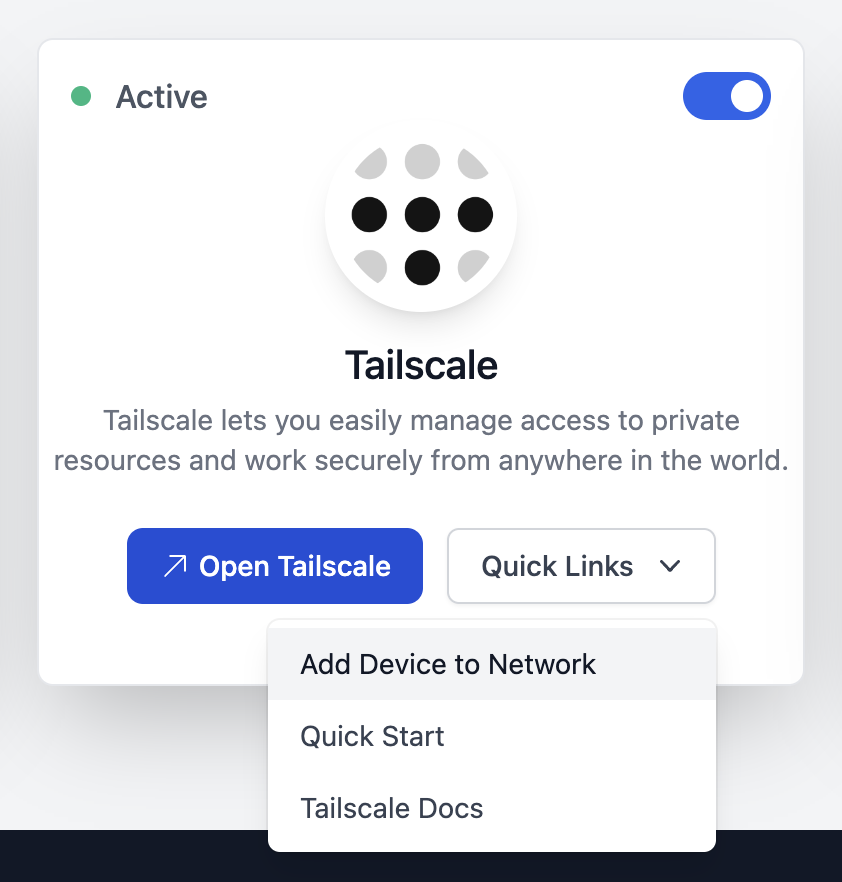 Active
Tailscale
Tailscale lets you easily manage access to private
resources and work securely from anywhere in the world.
Open Tailscale
Quick Links
Add Device to Network
Quick Start
Tailscale Docs